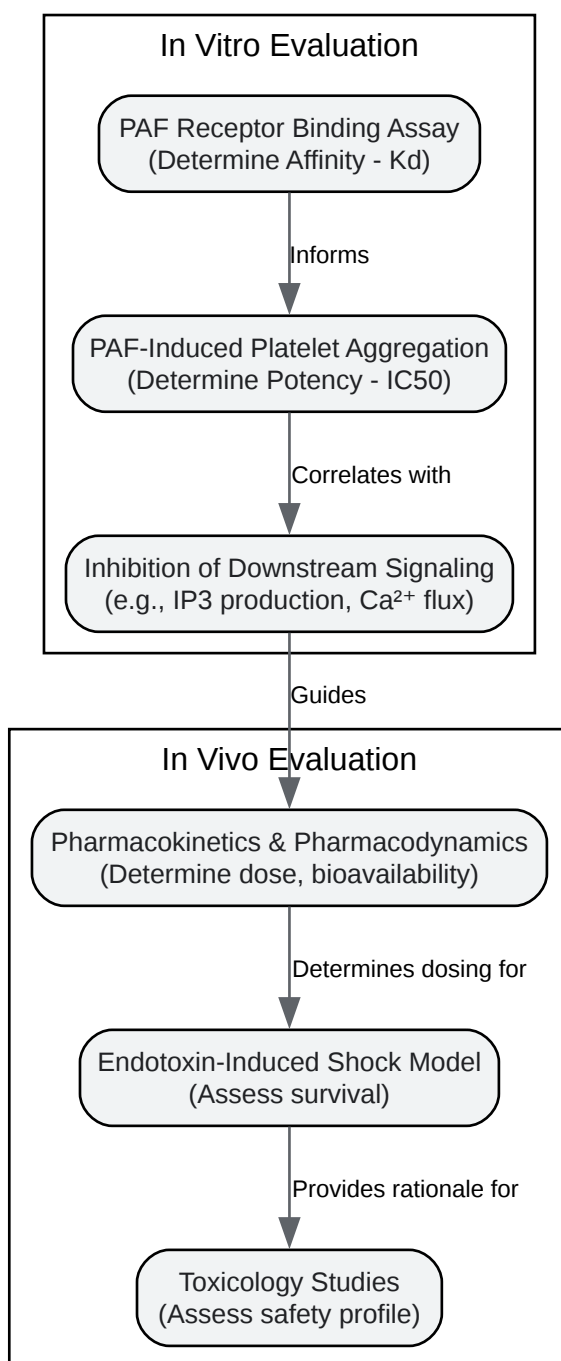 In Vitro Evaluation
PAF Receptor Binding Assay
(Determine Affinity - Kd)
Informs
PAF-Induced Platelet Aggregation
(Determine Potency - IC50)
Correlates with
Inhibition of Downstream Signaling
(e.g., IP3 production, Ca²⁺ flux)
Guides
In Vivo Evaluation
Pharmacokinetics & Pharmacodynamics
(Determine dose, bioavailability)
Determines dosing for
Endotoxin-Induced Shock Model
(Assess survival)
Provides rationale for
Toxicology Studies
(Assess safety profile)